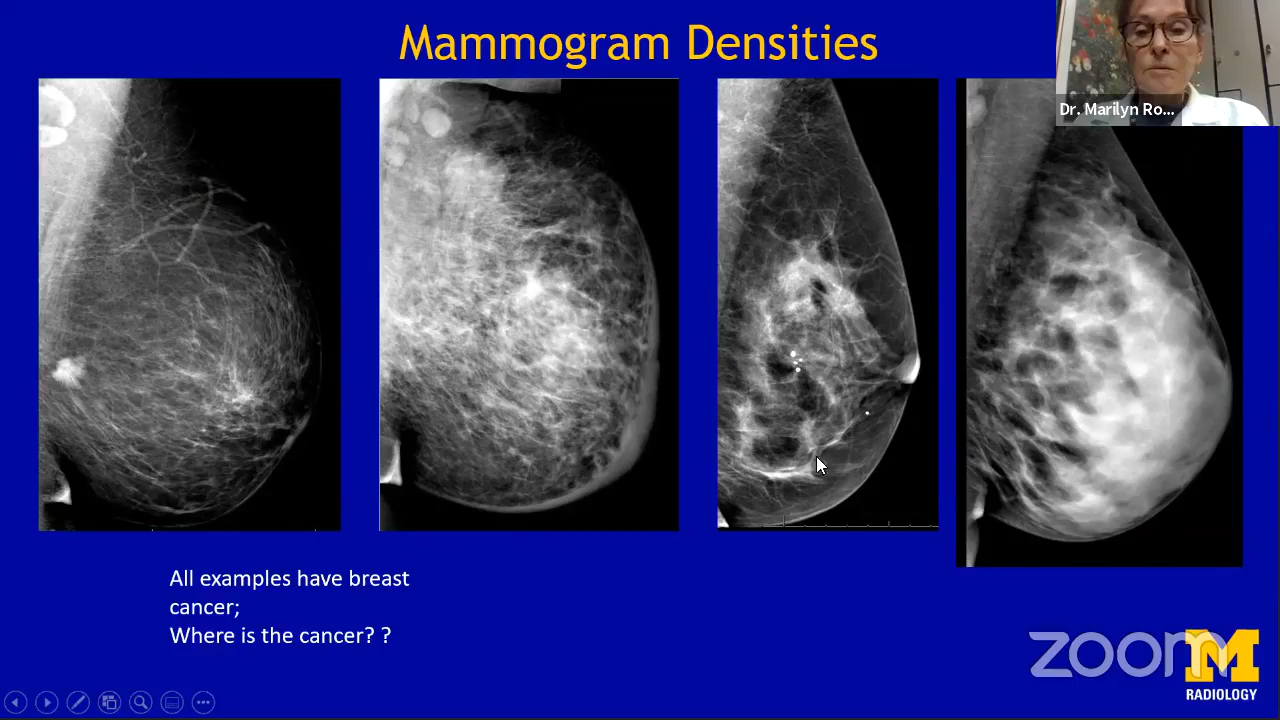 Mammogram Densities
Dr. Marilyn Ro...
All examples have breast
cancer;
Where is the cancer? ?
zoom
M
RADIOLOGY